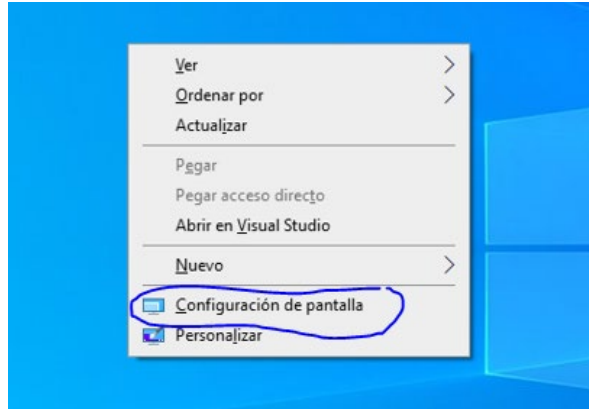 Ver
Ordenar por
Actualizar
Pegar
Pegar acceso directo
Abrir en Visual Studio
Nuevo
Configuración de pantalla
Personalizar